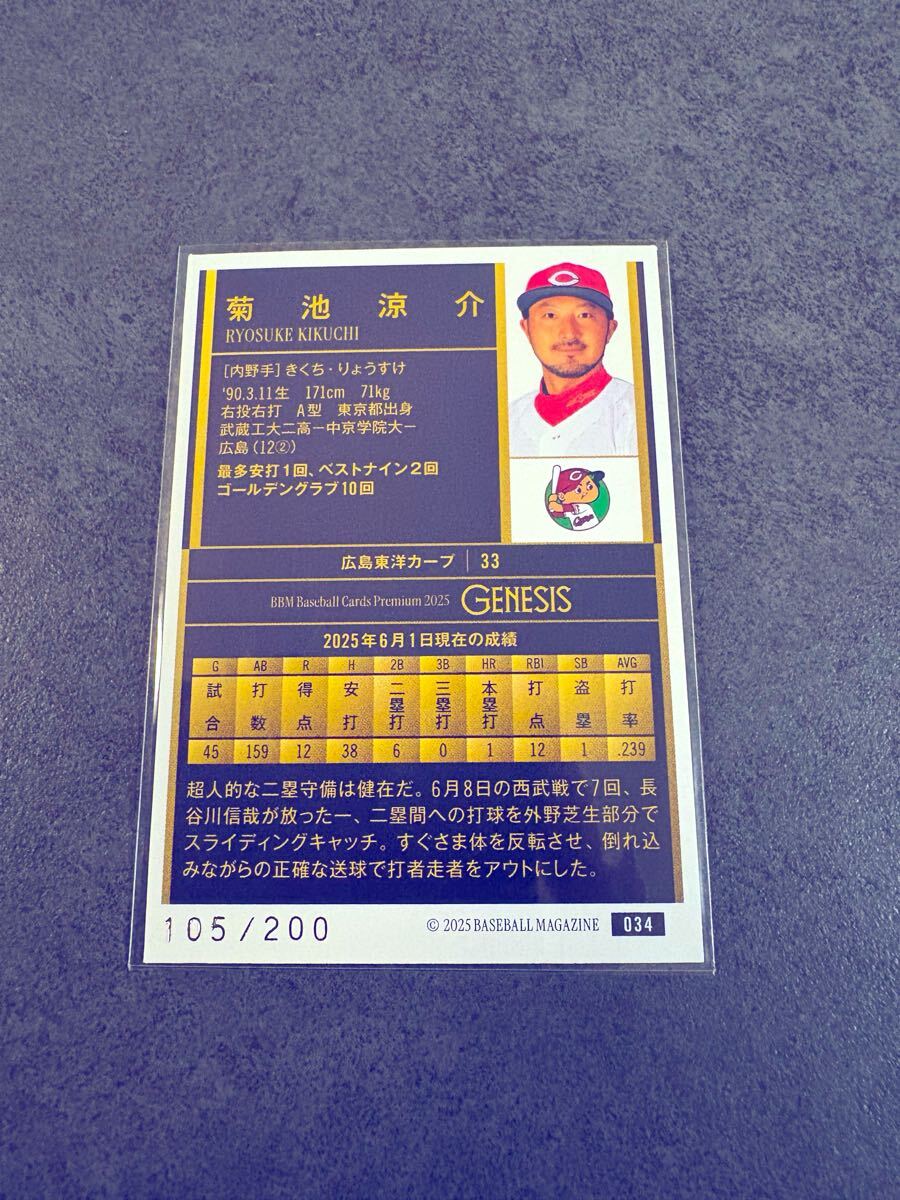 菊池涼介
RYOSUKE KIKUCHI
[内野手] きくち・りょうすけ
'90.3.11生 171cm 71kg
右投右打 A型 東京都出身
武蔵工大二高ー中京学院大ー
広島(12②)
最多安打1回、ベストナイン2回
ゴールデングラブ10回
C
C
Carp
広島東洋カープ | 33
BBM Baseball Cards Premium 2025 GENESIS
2025年6月1日現在の成績
G AB R H 2B 3B HR RBI SB AVG
試合 打数 得点 安打 二塁打 三塁打 本塁打 打点 盗塁 打率
45 159 12 38 6 0 1 12 1 .239
超人的な二塁守備は健在だ。6月8日の西武戦で7回、長
谷川信哉が放った一、二塁間への打球を外野芝生部分で
スライディングキャッチ。すぐさま体を反転させ、倒れ込
みながらの正確な送球で打者走者をアウトにした。
105/200
© 2025 BASEBALL MAGAZINE 034